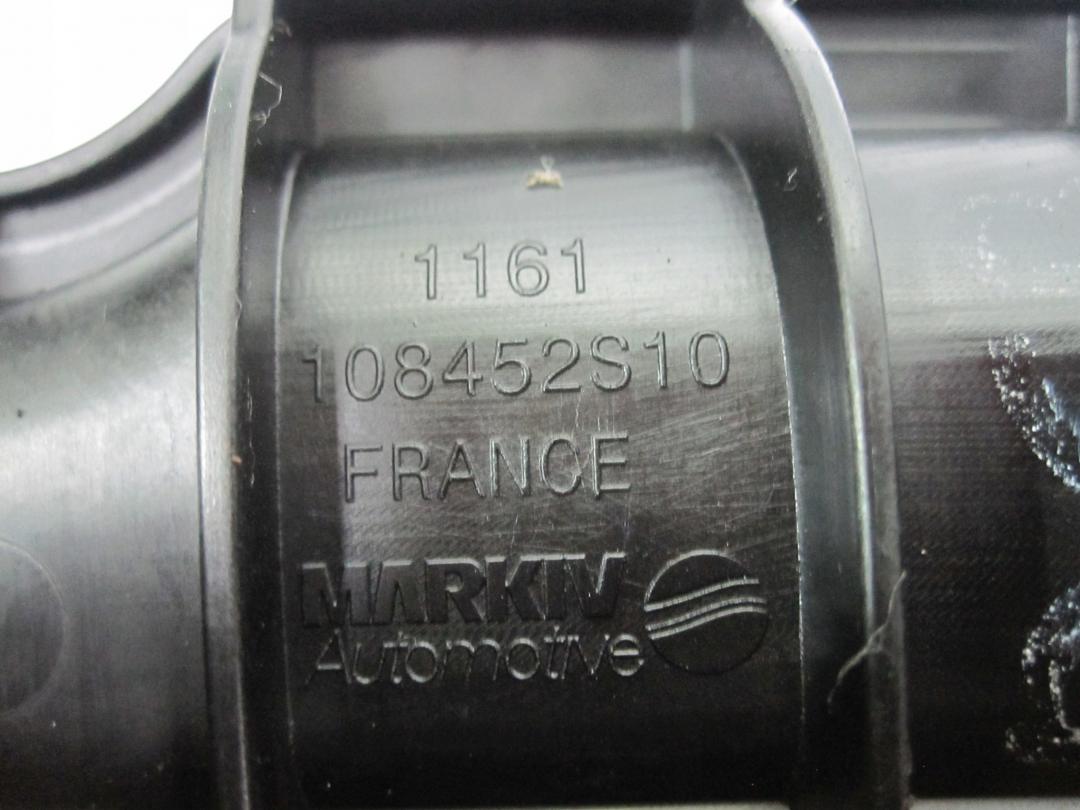 1161
108452S10
FRANCE
MARKIV
Automotive